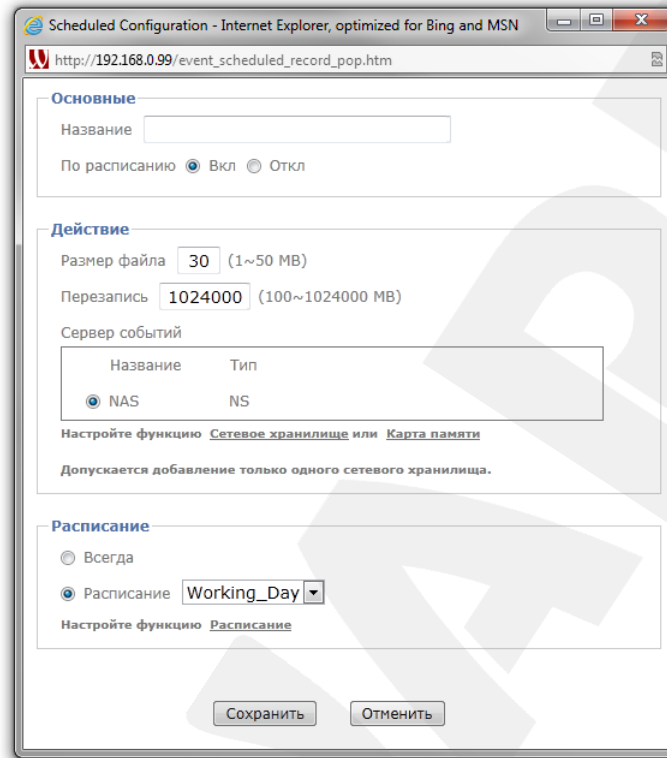 Scheduled Configuration - Internet Explorer, optimized for Bing and MSN
http://192.168.0.99/event_scheduled_record_pop.htm
Основные
Название
По расписанию Вкл Откл
Действие
Размер файла 30 (1~50 MB)
Перезапись 1024000 (100~1024000 MB)
Сервер событий
Название Тип
NAS NS
Настройте функцию Сетевое хранилище или Карта памяти
Допускается добавление только одного сетевого хранилища.
Расписание
Всегда
Расписание Working_Day
Настройте функцию Расписание
Сохранить Отменить